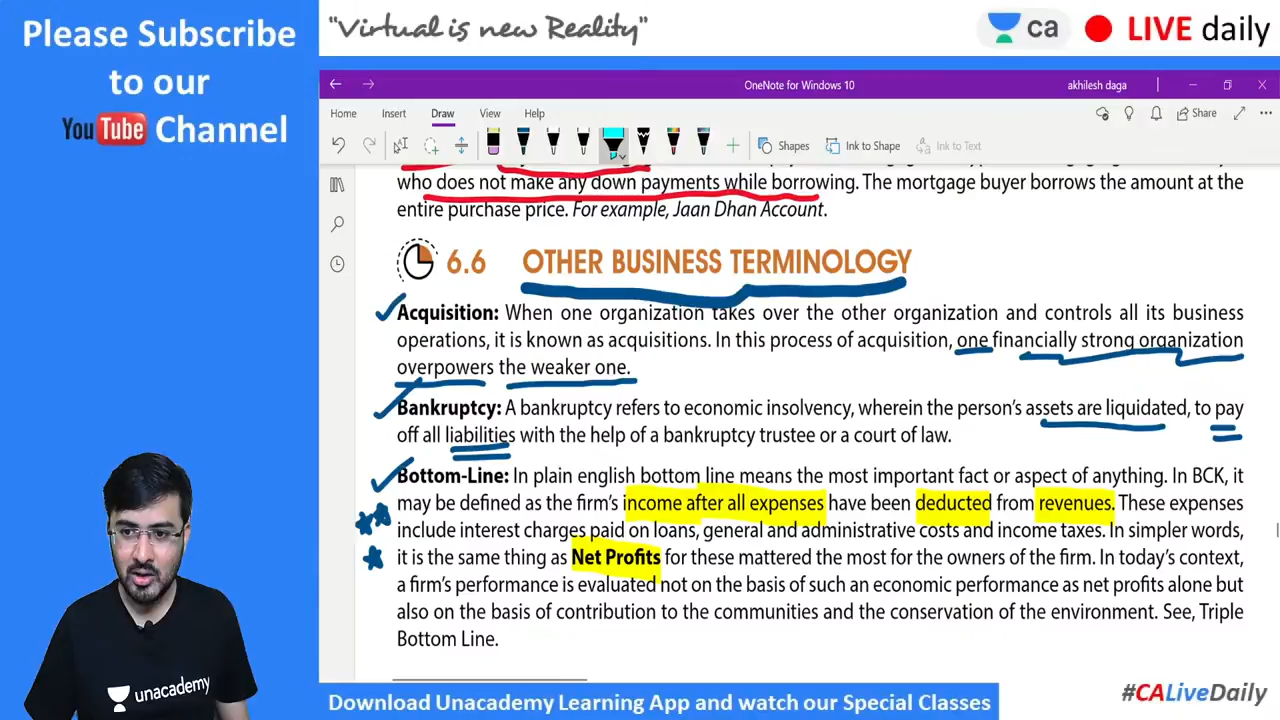 Please Subscribe
to our
YouTube Channel
"Virtual is new Reality"
ca
LIVE daily
OneNote for Windows 10
akhilesh daga
Home Insert Draw View Help
Share
Shapes
Ink to Shape
Ink to Text
who does not make any down payments while borrowing. The mortgage buyer borrows the amount at the
entire purchase price. For example, Jaan Dhan Account.
6.6 OTHER BUSINESS TERMINOLOGY
Acquisition: When one organization takes over the other organization and controls all its business
operations, it is known as acquisitions. In this process of acquisition, one financially strong organization
overpowers the weaker one.
Bankruptcy: A bankruptcy refers to economic insolvency, wherein the person's assets are liquidated, to pay
off all liabilities with the help of a bankruptcy trustee or a court of law.
Bottom-Line: In plain english bottom line means the most important fact or aspect of anything. In BCK, it
may be defined as the firm's income after all expenses have been deducted from revenues. These expenses
include interest charges paid on loans, general and administrative costs and income taxes. In simpler words,
it is the same thing as Net Profits for these mattered the most for the owners of the firm. In today's context,
a firm's performance is evaluated not on the basis of such an economic performance as net profits alone but
also on the basis of contribution to the communities and the conservation of the environment. See, Triple
Bottom Line.
unacademy
Download Unacademy Learning App and watch our Special Classes
#CALiveDaily